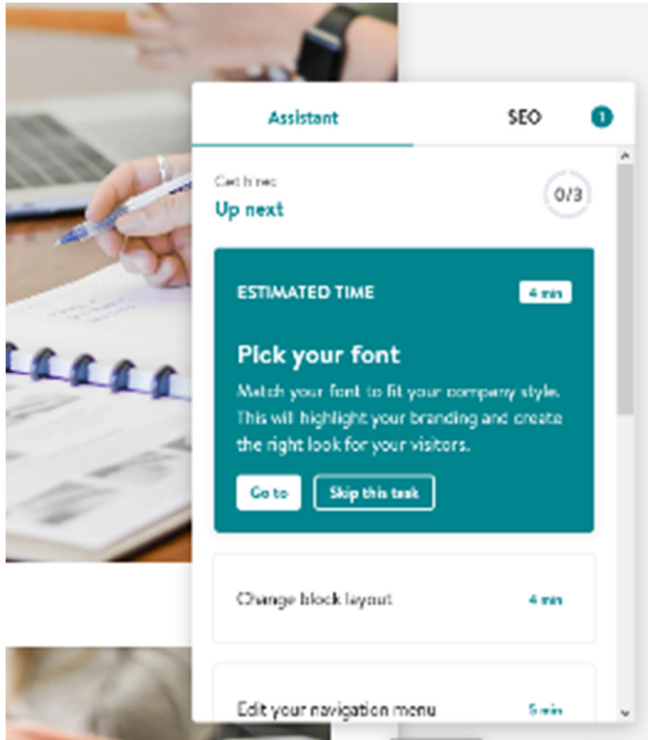 Assistant
SEO
1
Get hired
Up next
0/3
ESTIMATED TIME
4 min
Pick your font
Match your font to fit your company style.
This will highlight your branding and create
the right look for your visitors.
Go to
Skip this task
Change block layout
4 min
Edit your navigation menu
5 min